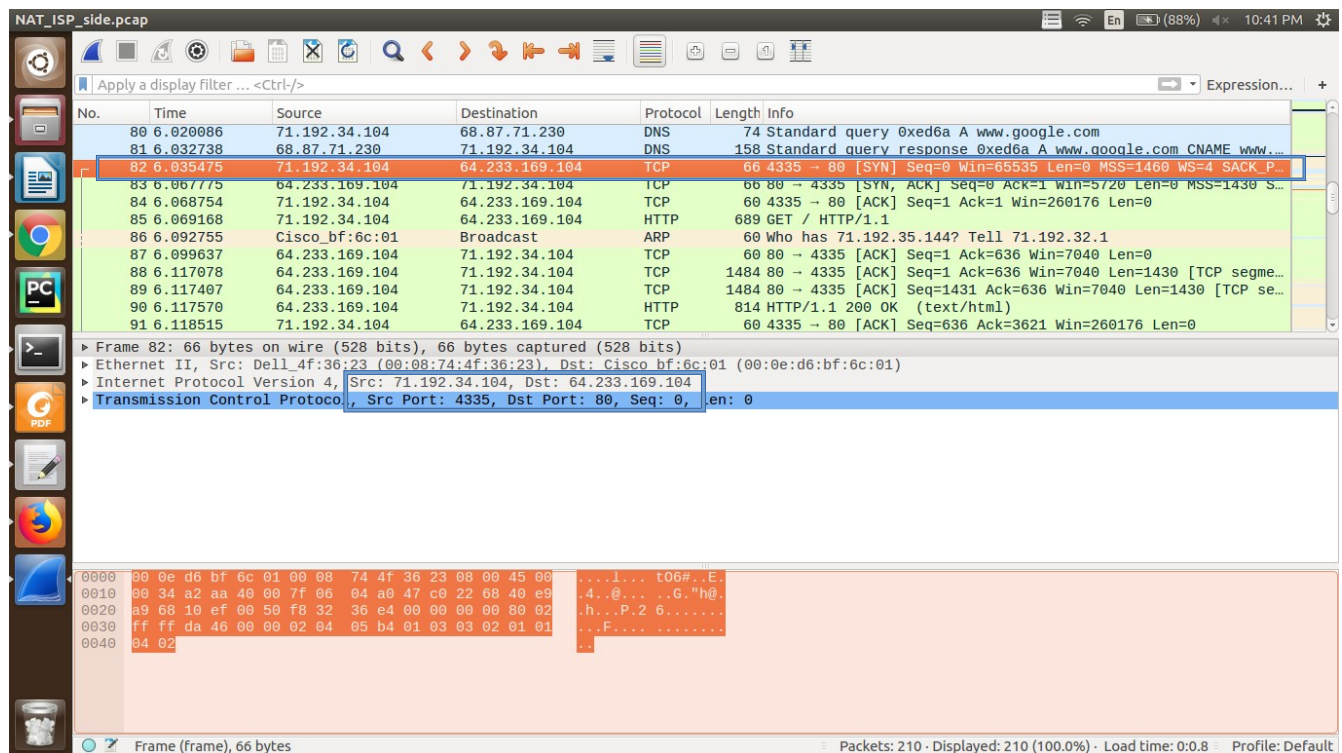 NAT_ISP_side.pcap En (88%) 10:41 PM
Apply a display filter ... <Ctrl-/> Expression... +
No. Time Source Destination Protocol Length Info
80 6.020086 71.192.34.104 68.87.71.230 DNS 74 Standard query 0xed6a A www.google.com
81 6.032738 68.87.71.230 71.192.34.104 DNS 158 Standard query response 0xed6a A www.google.com CNAME www....
82 6.035475 71.192.34.104 64.233.169.104 TCP 66 4335 → 80 [SYN] Seq=0 Win=65535 Len=0 MSS=1460 WS=4 SACK_P...
83 6.067775 64.233.169.104 71.192.34.104 TCP 66 80 → 4335 [SYN, ACK] Seq=0 Ack=1 Win=5720 Len=0 MSS=1430 S...
84 6.068754 71.192.34.104 64.233.169.104 TCP 60 4335 → 80 [ACK] Seq=1 Ack=1 Win=260176 Len=0
85 6.069168 71.192.34.104 64.233.169.104 HTTP 689 GET / HTTP/1.1
86 6.092755 Cisco_bf:6c:01 Broadcast ARP 60 Who has 71.192.35.144? Tell 71.192.32.1
87 6.099637 64.233.169.104 71.192.34.104 TCP 60 80 → 4335 [ACK] Seq=1 Ack=636 Win=7040 Len=0
88 6.117078 64.233.169.104 71.192.34.104 TCP 1484 80 → 4335 [ACK] Seq=1 Ack=636 Win=7040 Len=1430 [TCP segme...
89 6.117407 64.233.169.104 71.192.34.104 TCP 1484 80 → 4335 [ACK] Seq=1431 Ack=636 Win=7040 Len=1430 [TCP se...
90 6.117570 64.233.169.104 71.192.34.104 HTTP 814 HTTP/1.1 200 OK (text/html)
91 6.118515 71.192.34.104 64.233.169.104 TCP 60 4335 → 80 [ACK] Seq=636 Ack=3621 Win=260176 Len=0
Frame 82: 66 bytes on wire (528 bits), 66 bytes captured (528 bits)
Ethernet II, Src: Dell_4f:36:23 (00:08:74:4f:36:23), Dst: Cisco_bf:6c:01 (00:0e:d6:bf:6c:01)
Internet Protocol Version 4, Src: 71.192.34.104, Dst: 64.233.169.104
Transmission Control Protocol, Src Port: 4335, Dst Port: 80, Seq: 0, Len: 0
PC
PDF
0000 00 0e d6 bf 6c 01 00 08 74 4f 36 23 08 00 45 00 ....l... tO6#..E.
0010 00 34 a2 aa 40 00 7f 06 04 a0 47 c0 22 68 40 e9 .4..@... ..G."h@.
0020 a9 68 10 ef 00 50 f8 32 36 e4 00 00 00 00 80 02 .h...P.2 6.......
0030 ff ff da 46 00 00 02 04 05 b4 01 03 03 02 01 01 ...F.... ........
0040 04 02 ..
Frame (frame), 66 bytes Packets: 210 · Displayed: 210 (100.0%) · Load time: 0:0.8 Profile: Default